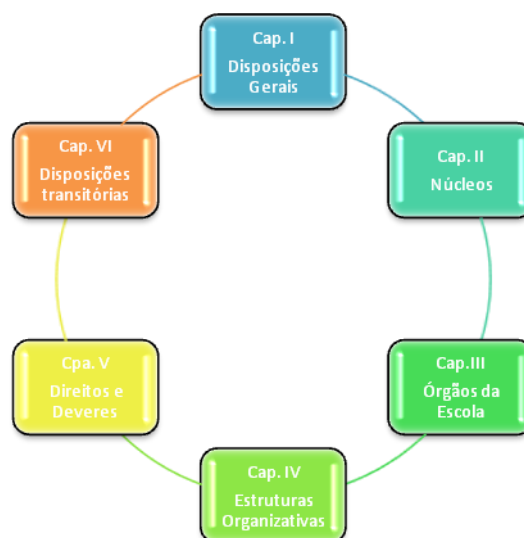 Cap. I
Disposições
Gerais
Cap. II
Núcleos
Cap.III
Órgãos da
Escola
Cap. IV
Estruturas
Organizativas
Cpa. V
Direitos e
Deveres
Cap. VI
Disposições
transitórias